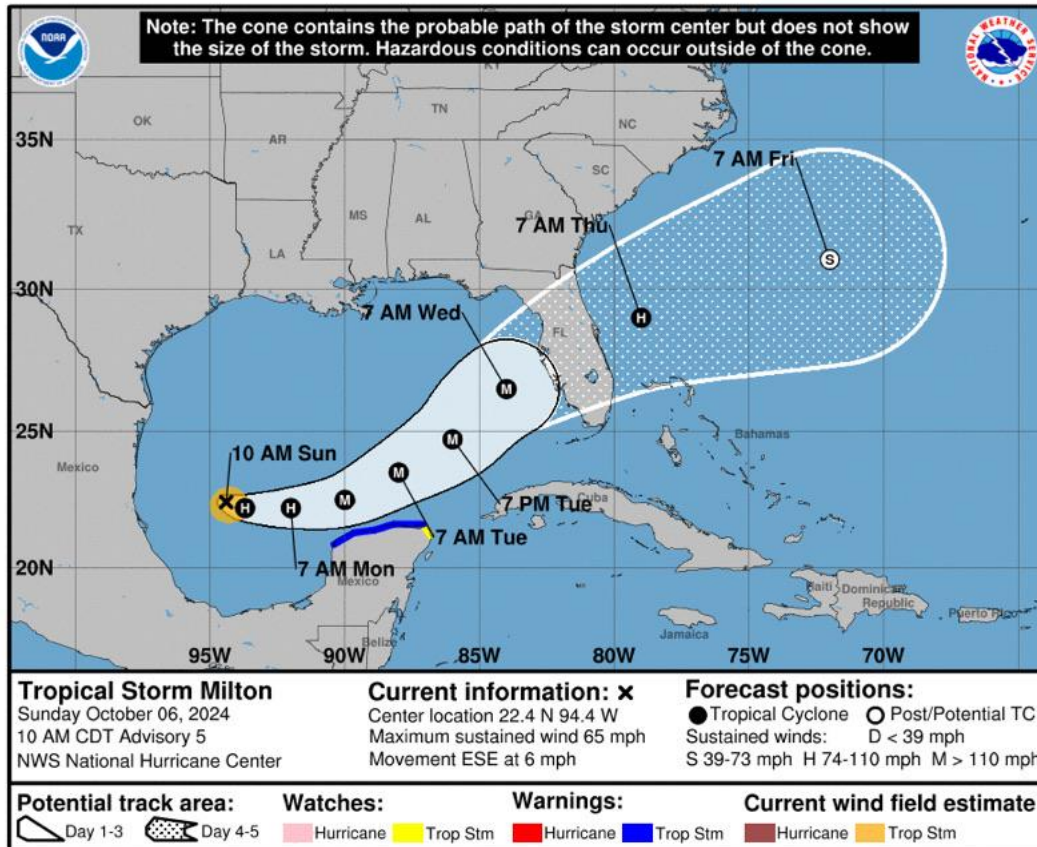 Note: The cone contains the probable path of the storm center but does not show
the size of the storm. Hazardous conditions can occur outside of the cone.
NOAA
NATIONAL WEATHER SERVICE
KY
OK
TN
NC
35N
AR
SC
7 AM Fri
MS
AL
GA
7 AM Thu
TX
LA
S
30N
H
7 AM Wed
FL
M
25N
10 AM Sun
M
Bahamas
Mexico
M
7 PM Tue
Cuba
H
H
M
7 AM Tue
20N
7 AM Mon
Mexico
Haiti
Dominican
Republic
Puerto Rico
Jamaica
Belize
95W
90W
85W
80W
75W
70W
Tropical Storm Milton
Sunday October 06, 2024
10 AM CDT Advisory 5
NWS National Hurricane Center
Current information: x
Center location 22.4 N 94.4 W
Maximum sustained wind 65 mph
Movement ESE at 6 mph
Forecast positions:
Tropical Cyclone Post/Potential TC
Sustained winds: D < 39 mph
S 39-73 mph H 74-110 mph M > 110 mph
Potential track area:
Day 1-3 Day 4-5
Watches:
Hurricane Trop Stm
Warnings:
Hurricane Trop Stm
Current wind field estimate
Hurricane Trop Stm